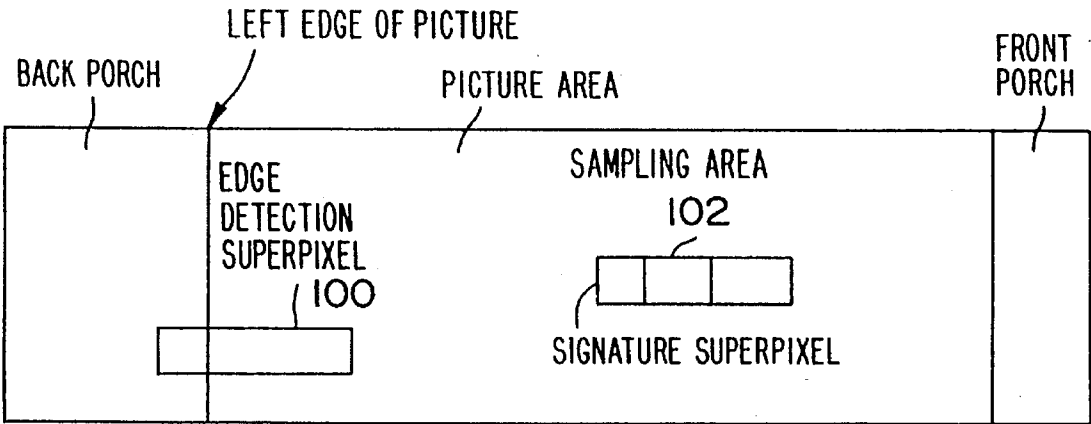 LEFT EDGE OF PICTURE
BACK PORCH
PICTURE AREA
FRONT
PORCH
EDGE
DETECTION
SUPERPIXEL
100
SAMPLING AREA
102
SIGNATURE SUPERPIXEL